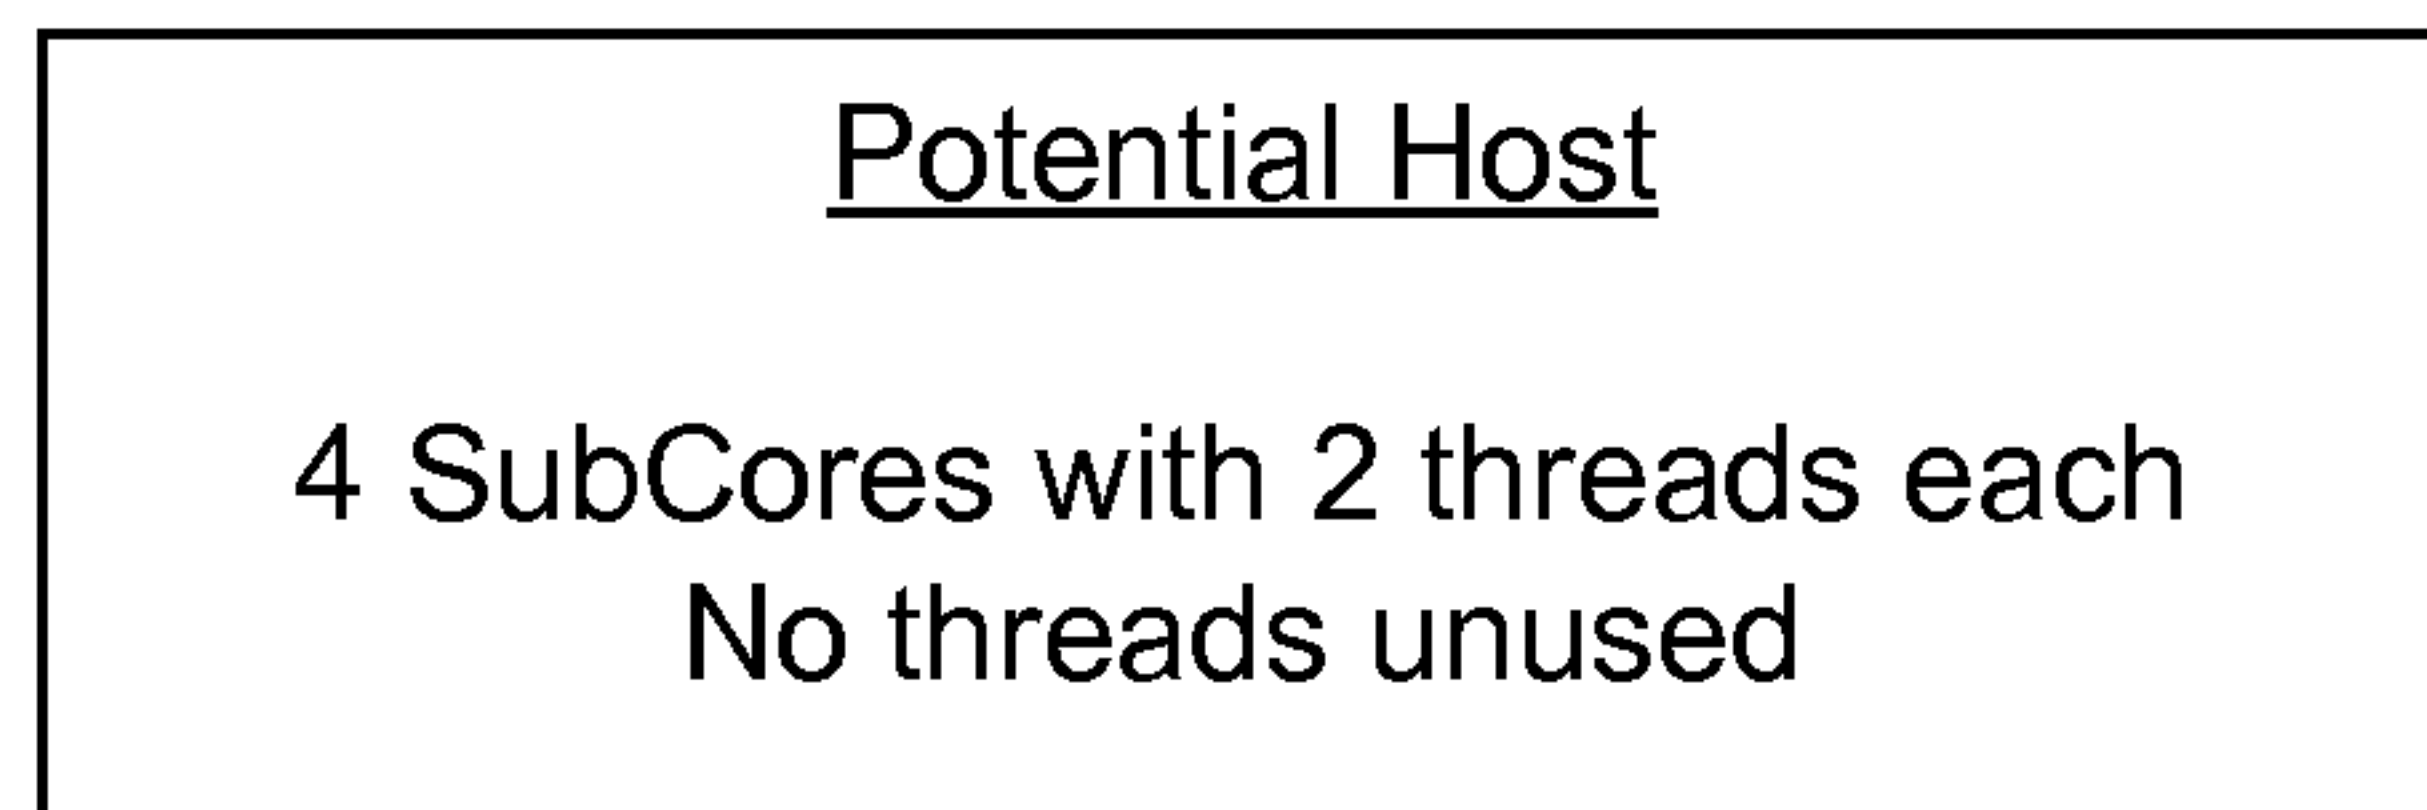 Potential Host
4 SubCores with 2 threads each
No threads unused